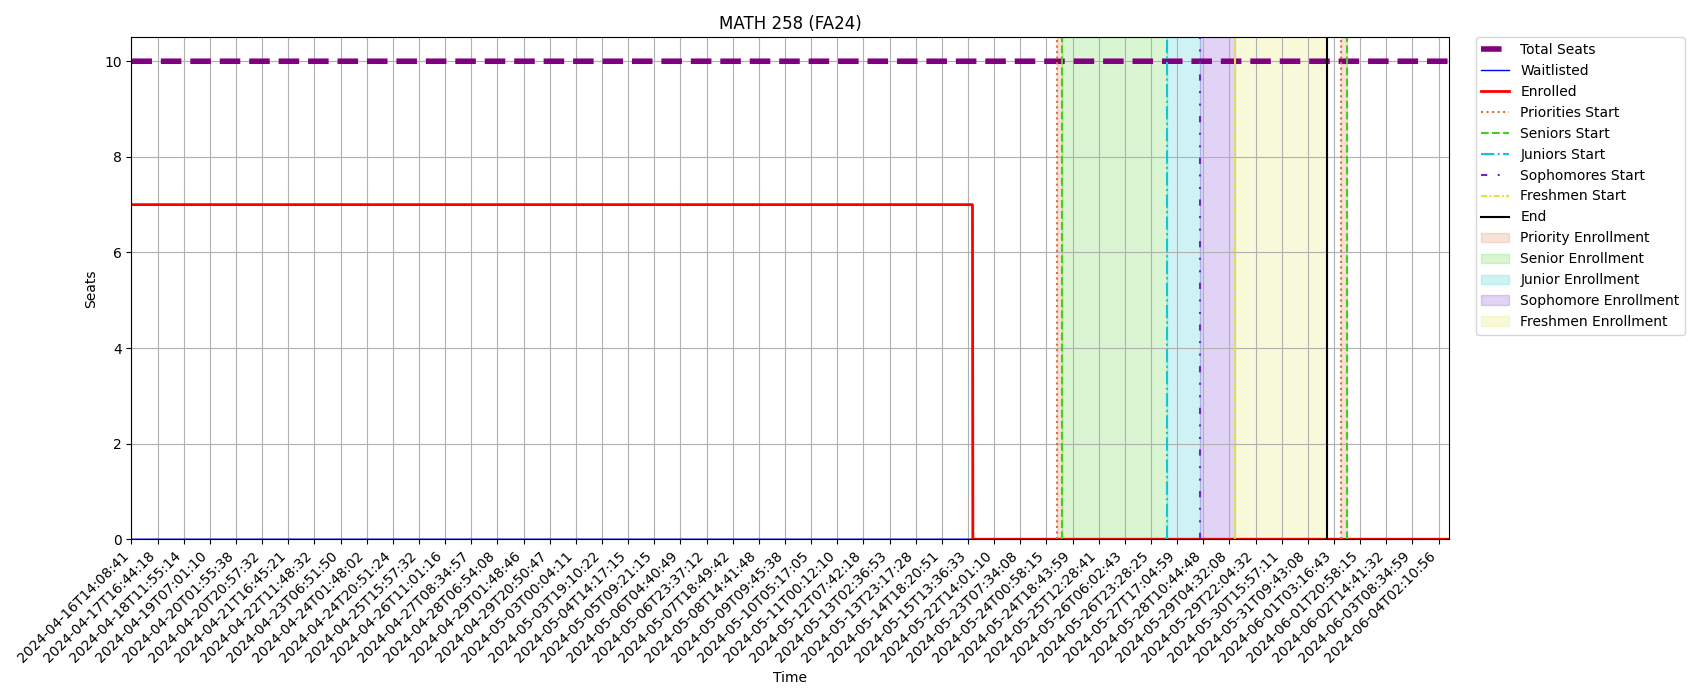 MATH 258 (FA24)
Total Seats
Waitlisted
Enrolled
Priorities Start
Seniors Start
Juniors Start
Sophomores Start
Freshmen Start
End
Priority Enrollment
Senior Enrollment
Junior Enrollment
Sophomore Enrollment
Freshmen Enrollment
Seats
10
8
6
4
2
0
2024-04-16T14:08:41
2024-04-17T16:44:18
2024-04-18T11:55:14
2024-04-19T07:01:10
2024-04-20T01:55:38
2024-04-20T20:57:32
2024-04-21T16:45:21
2024-04-22T11:48:32
2024-04-23T06:51:50
2024-04-24T01:48:02
2024-04-24T20:51:24
2024-04-25T15:57:32
2024-04-26T11:01:16
2024-04-27T08:34:57
2024-04-28T06:54:08
2024-04-29T01:48:46
2024-04-29T20:50:47
2024-05-03T00:04:11
2024-05-03T19:10:22
2024-05-04T14:17:15
2024-05-05T09:21:15
2024-05-06T04:40:49
2024-05-06T23:37:12
2024-05-07T18:49:42
2024-05-08T14:41:48
2024-05-09T09:45:38
2024-05-10T05:17:05
2024-05-11T00:12:10
2024-05-12T07:42:18
2024-05-13T02:36:53
2024-05-13T23:17:28
2024-05-14T18:20:51
2024-05-15T13:36:33
2024-05-22T14:01:10
2024-05-23T07:34:08
2024-05-24T00:58:15
2024-05-24T18:43:59
2024-05-25T12:28:41
2024-05-26T06:02:43
2024-05-26T23:28:25
2024-05-27T17:04:59
2024-05-28T10:44:48
2024-05-29T04:32:08
2024-05-29T22:04:32
2024-05-30T15:57:11
2024-05-31T09:43:08
2024-06-01T03:16:43
2024-06-01T20:58:15
2024-06-02T14:41:32
2024-06-03T08:34:59
2024-06-04T02:10:56
Time